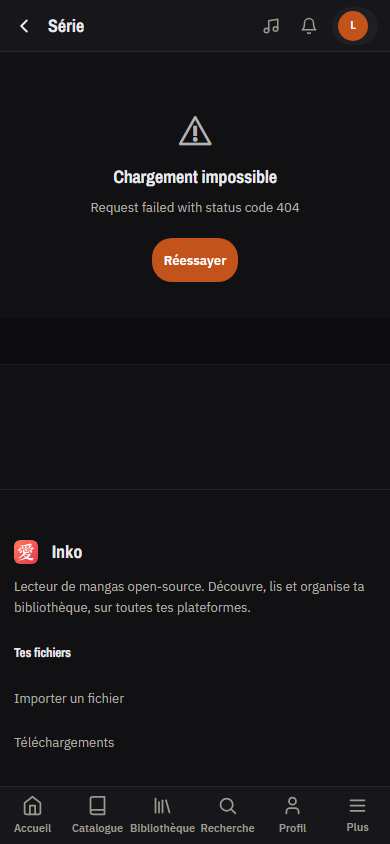 Série
L
Chargement impossible
Request failed with status code 404
Réessayer
愛
Inko
Lecteur de mangas open-source. Découvre, lis et organise ta
bibliothèque, sur toutes tes plateformes.
Tes fichiers
Importer un fichier
Téléchargements
Accueil Catalogue Bibliothèque Recherche Profil Plus